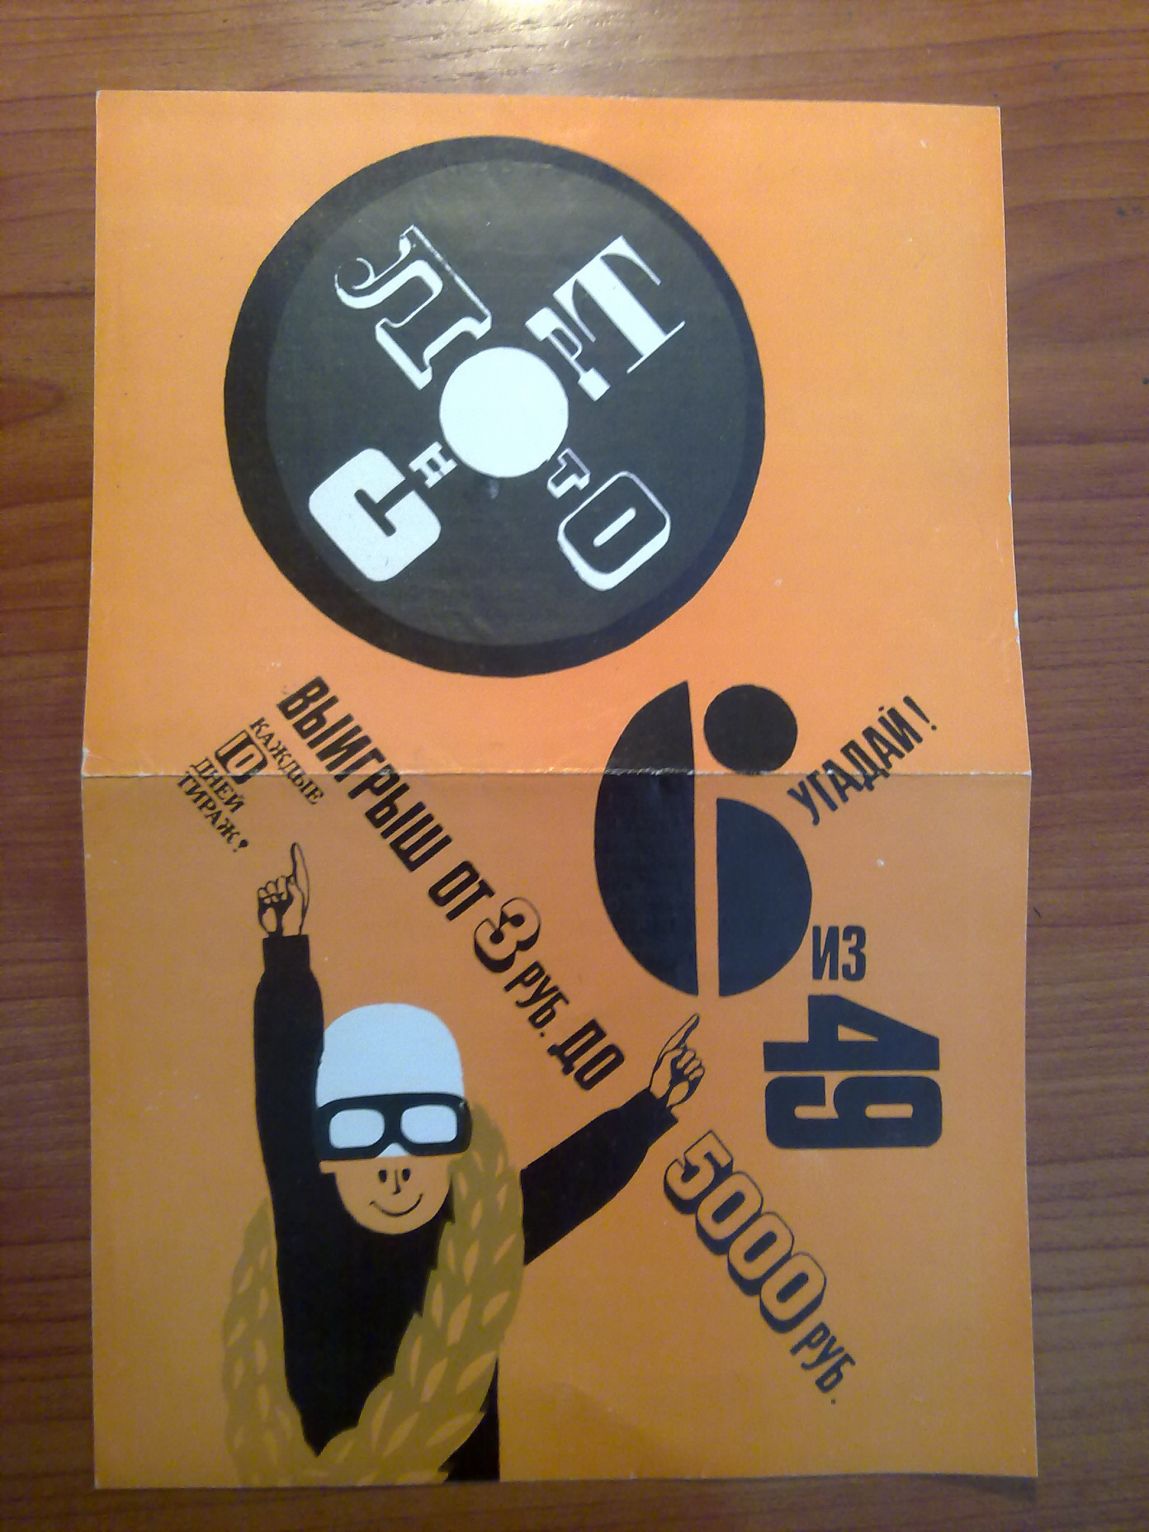 СПОРТ
ЛОТО
УГАДАЙ!
6
ИЗ
49
ВЫИГРЫШ ОТ 3 РУБ. ДО
5000 РУБ.
КАЖДЫЕ
10
ДНЕЙ
ТИРАЖ!